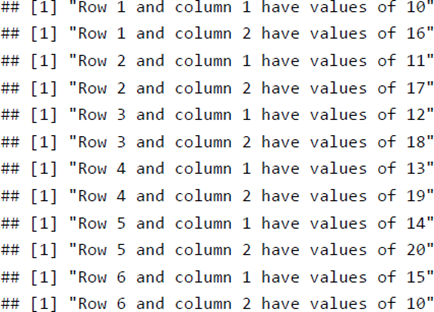 ## [1] "Row 1 and column 1 have values of 10"
## [1] "Row 1 and column 2 have values of 16"
## [1] "Row 2 and column 1 have values of 11"
## [1] "Row 2 and column 2 have values of 17"
## [1] "Row 3 and column 1 have values of 12"
## [1] "Row 3 and column 2 have values of 18"
## [1] "Row 4 and column 1 have values of 13"
## [1] "Row 4 and column 2 have values of 19"
## [1] "Row 5 and column 1 have values of 14"
## [1] "Row 5 and column 2 have values of 20"
## [1] "Row 6 and column 1 have values of 15"
## [1] "Row 6 and column 2 have values of 10"